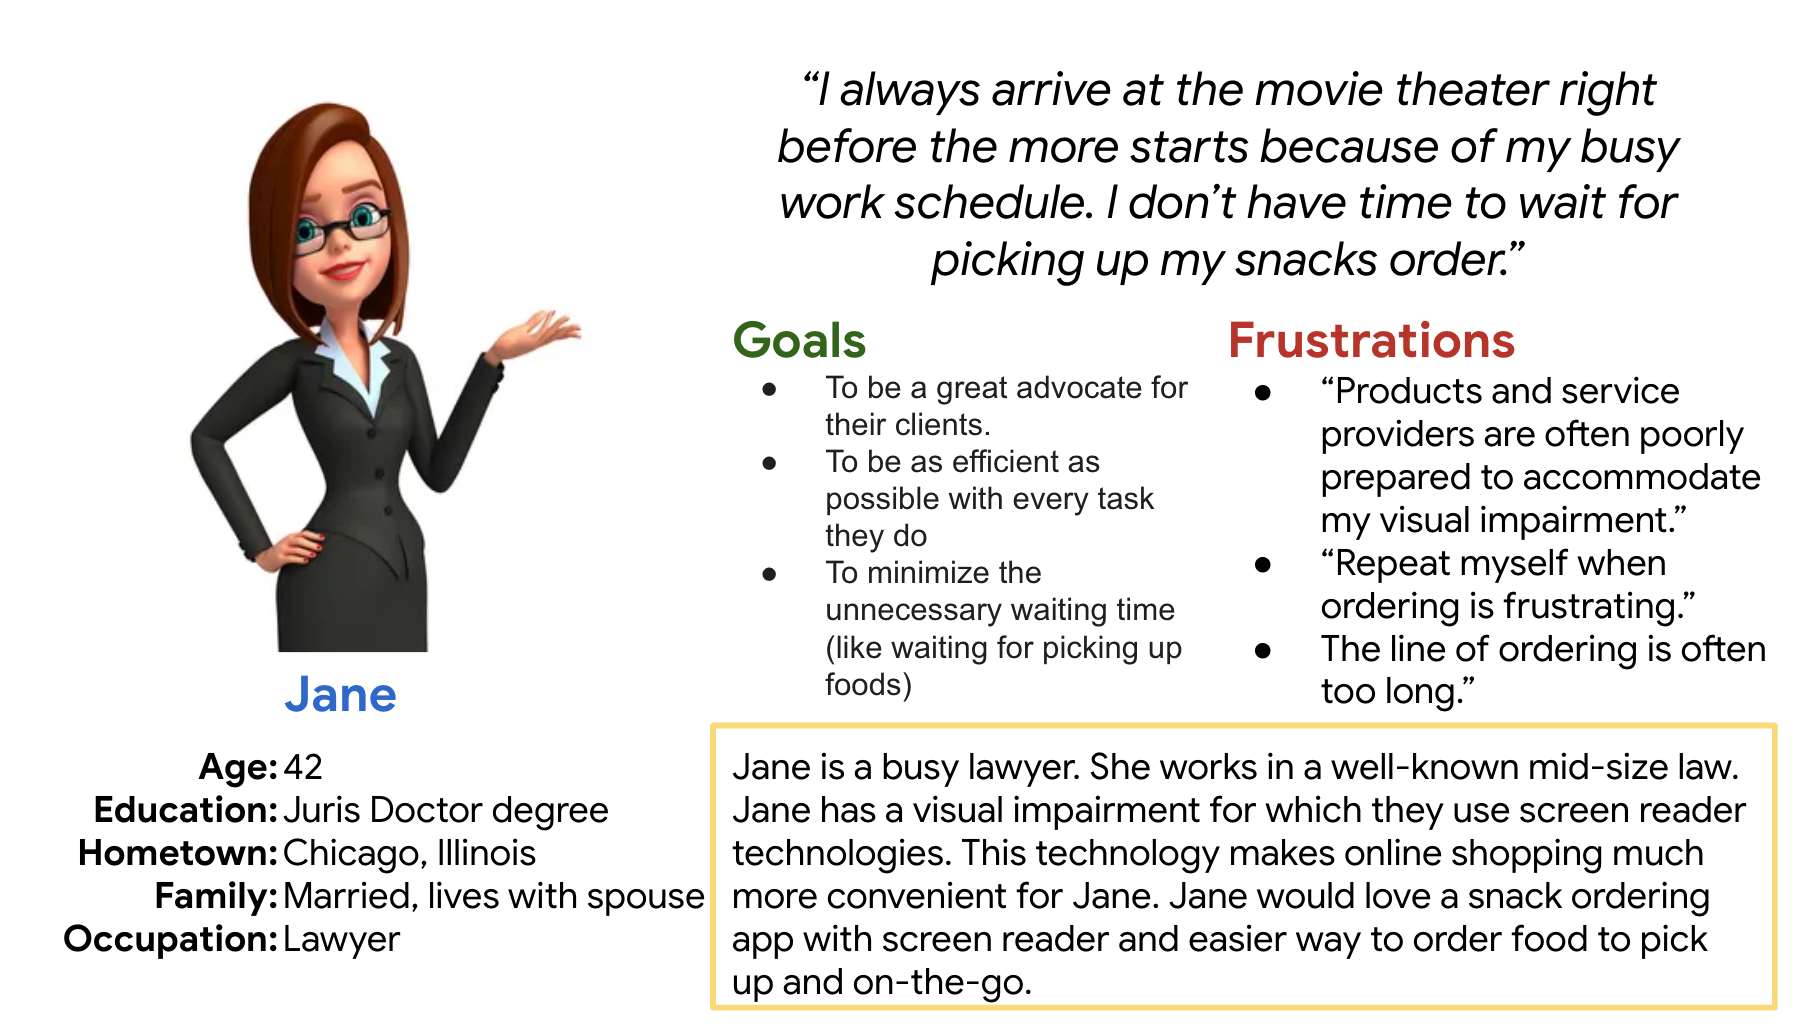 “I always arrive at the movie theater right
before the more starts because of my busy
work schedule. I don’t have time to wait for
picking up my snacks order.”
Goals
● To be a great advocate for
their clients.
● To be as efficient as
possible with every task
they do
● To minimize the
unnecessary waiting time
(like waiting for picking up
foods)
Frustrations
● “Products and service
providers are often poorly
prepared to accommodate
my visual impairment.”
● “Repeat myself when
ordering is frustrating.”
● The line of ordering is often
too long.”
Jane
Age: 42
Education: Juris Doctor degree
Hometown: Chicago, Illinois
Family: Married, lives with spouse
Occupation: Lawyer
Jane is a busy lawyer. She works in a well-known mid-size law.
Jane has a visual impairment for which they use screen reader
technologies. This technology makes online shopping much
more convenient for Jane. Jane would love a snack ordering
app with screen reader and easier way to order food to pick
up and on-the-go.